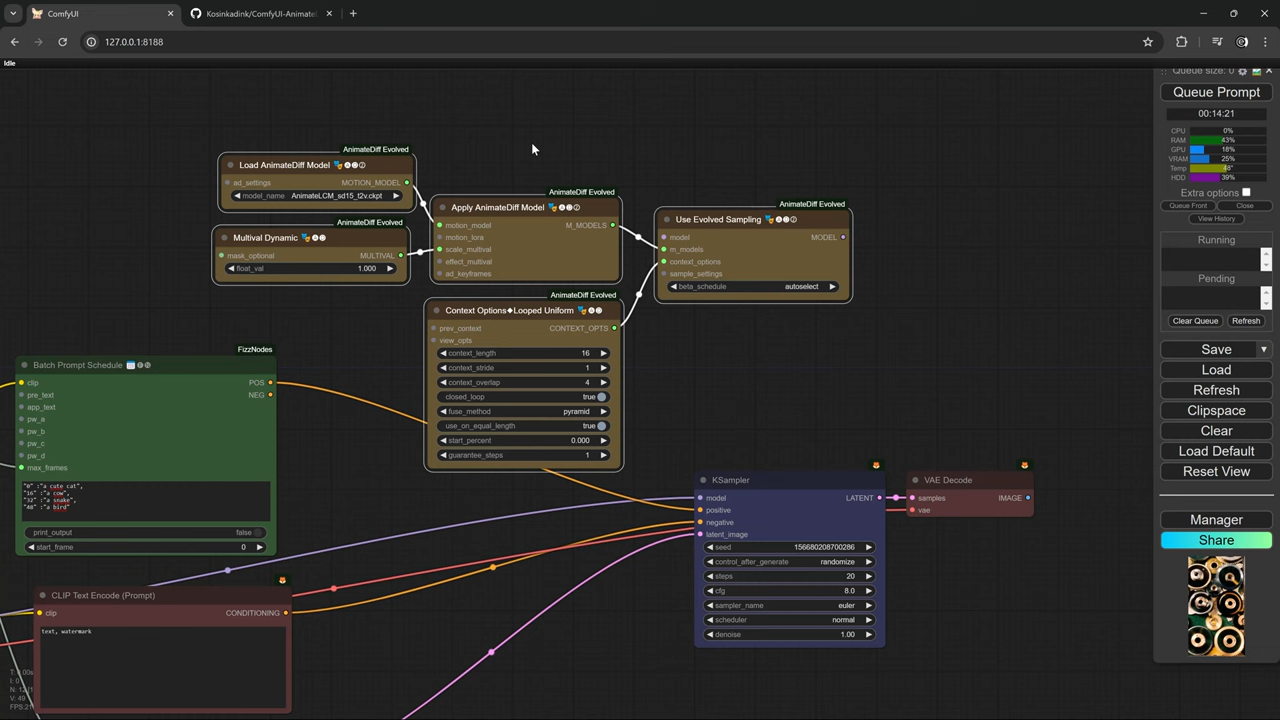 ComfyUI
Kosinkadink/ComfyUI-AnimateD
127.0.0.1:8188
Idle
AnimateDiff Evolved
Load AnimateDiff Model
ad_settings MOTION_MODEL
model_name AnimateLCM_sd15_t2v.ckpt
AnimateDiff Evolved
Multival Dynamic
mask_optional MULTIVAL
float_val 1.000
AnimateDiff Evolved
Apply AnimateDiff Model
motion_model M_MODELS
motion_lora
scale_multival
effect_multival
ad_keyframes
AnimateDiff Evolved
Use Evolved Sampling
model MODEL
m_models
context_options
sample_settings
beta_schedule autoselect
AnimateDiff Evolved
Context Options◆Looped Uniform
prev_context CONTEXT_OPTS
view_opts
context_length 16
context_stride 1
context_overlap 4
closed_loop true
fuse_method pyramid
use_on_equal_length true
start_percent 0.000
guarantee_steps 1
FizzNodes
Batch Prompt Schedule
clip POS
pre_text NEG
app_text
pw_a
pw_b
pw_c
pw_d
max_frames
"0" :"a cute cat",
"16" :"a cow",
"32" :"a snake",
"48" :"a bird"
print_output false
start_frame 0
CLIP Text Encode (Prompt)
clip CONDITIONING
text, watermark
KSampler
model LATENT
positive
negative
latent_image
seed 156680208700286
control_after_generate randomize
steps 20
cfg 8.0
sampler_name euler
scheduler normal
denoise 1.00
VAE Decode
samples IMAGE
vae
Queue size: 0
Queue Prompt
00:14:21
CPU 0%
RAM 43%
GPU 18%
VRAM 25%
Temp 48°
HDD 39%
Extra options
Queue Front Close
View History
Running
Pending
Clear Queue Refresh
Save
Load
Refresh
Clipspace
Clear
Load Default
Reset View
Manager
Share